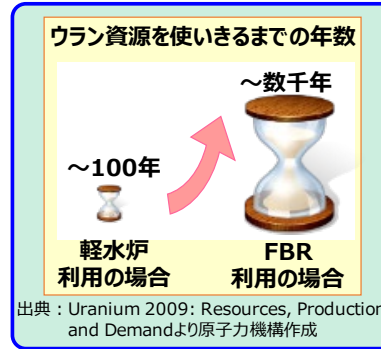 ウラン資源を使いきるまでの年数
～数千年
～100年
軽水炉
利用の場合
FBR
利用の場合
出典：Uranium 2009: Resources, Production
and Demandより原子力機構作成